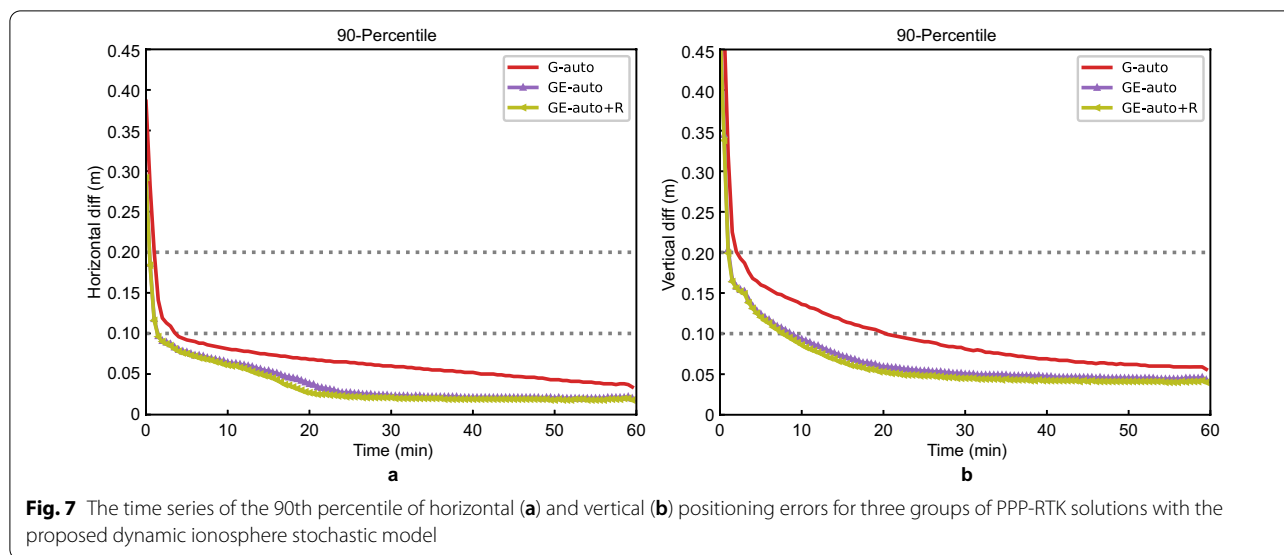 90-Percentile
0.45
0.40
0.35
0.30
0.25
0.20
0.15
0.10
0.05
0
Horizontal diff (m)
G-auto
GE-auto
GE-auto+R
0 10 20 30 40 50 60
Time (min)
a
90-Percentile
0.45
0.40
0.35
0.30
0.25
0.20
0.15
0.10
0.05
0
Vertical diff (m)
G-auto
GE-auto
GE-auto+R
0 10 20 30 40 50 60
Time (min)
b
Fig. 7 The time series of the 90th percentile of horizontal (a) and vertical (b) positioning errors for three groups of PPP-RTK solutions with the
proposed dynamic ionosphere stochastic model